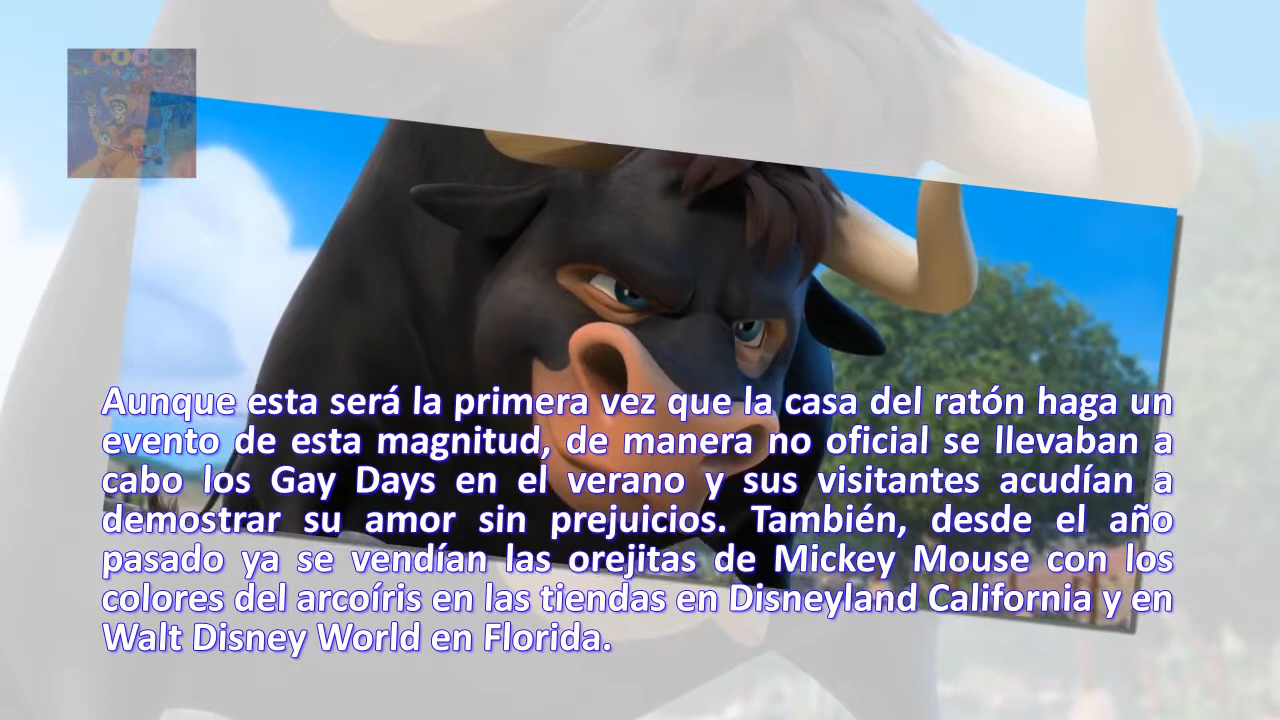 COCO
Aunque esta será la primera vez que la casa del ratón haga un
evento de esta magnitud, de manera no oficial se llevaban a
cabo los Gay Days en el verano y sus visitantes acudían a
demostrar su amor sin prejuicios. También, desde el año
pasado ya se vendían las orejitas de Mickey Mouse con los
colores del arcoíris en las tiendas en Disneyland California y en
Walt Disney World en Florida.